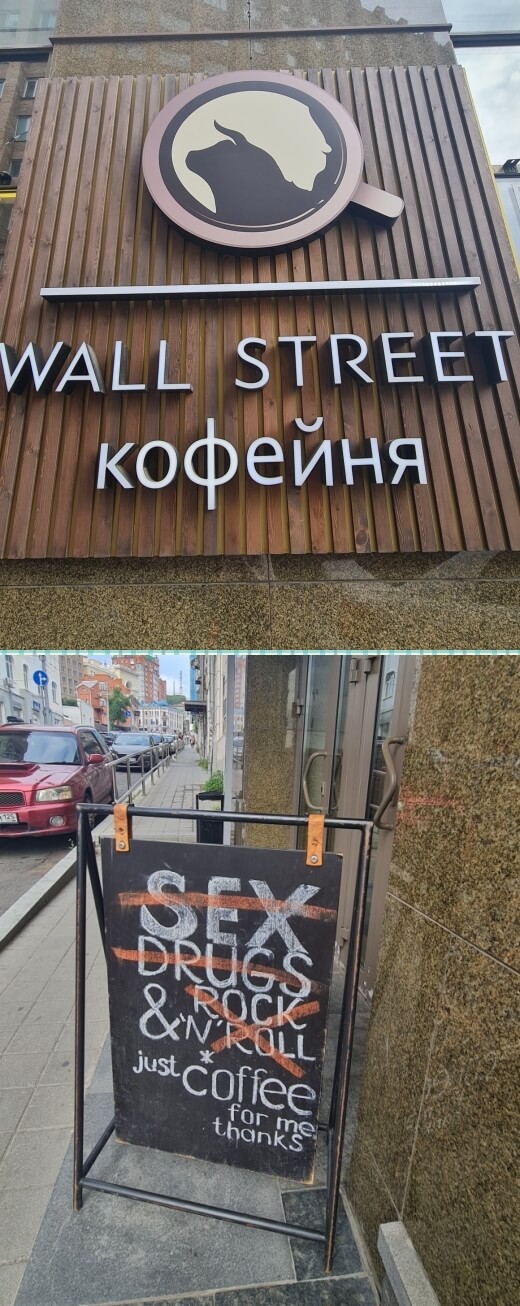 WALL STREET
кофейня
SEX
DRUGS
& ROCK
'N' ROLL
just coffee
for me
thanks